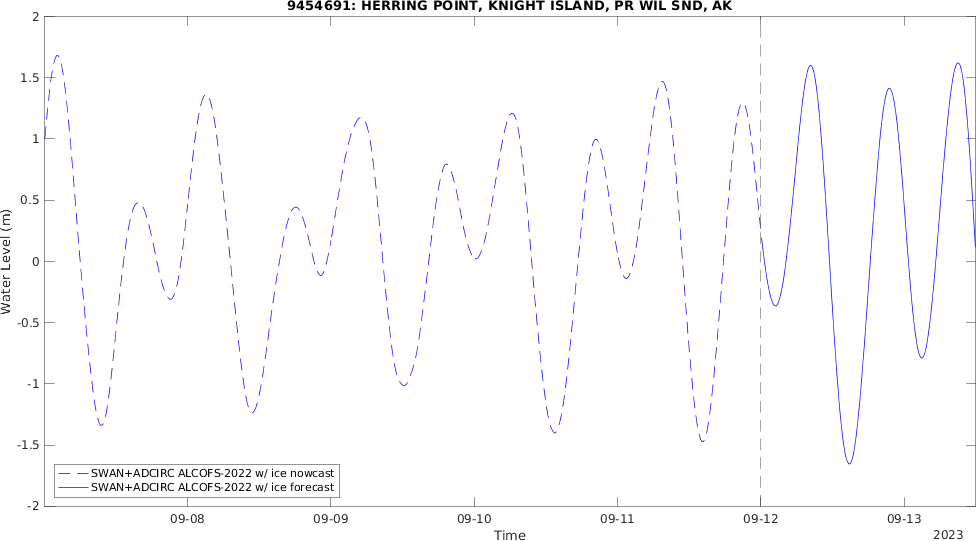 9454691: HERRING POINT, KNIGHT ISLAND, PR WIL SND, AK
2
1.5
1
0.5
0
-0.5
-1
-1.5
-2
Water Level (m)
SWAN+ADCIRC ALCOFS-2022 w/ ice nowcast
SWAN+ADCIRC ALCOFS-2022 w/ ice forecast
09-08 09-09 09-10 09-11 09-12 09-13
Time
2023